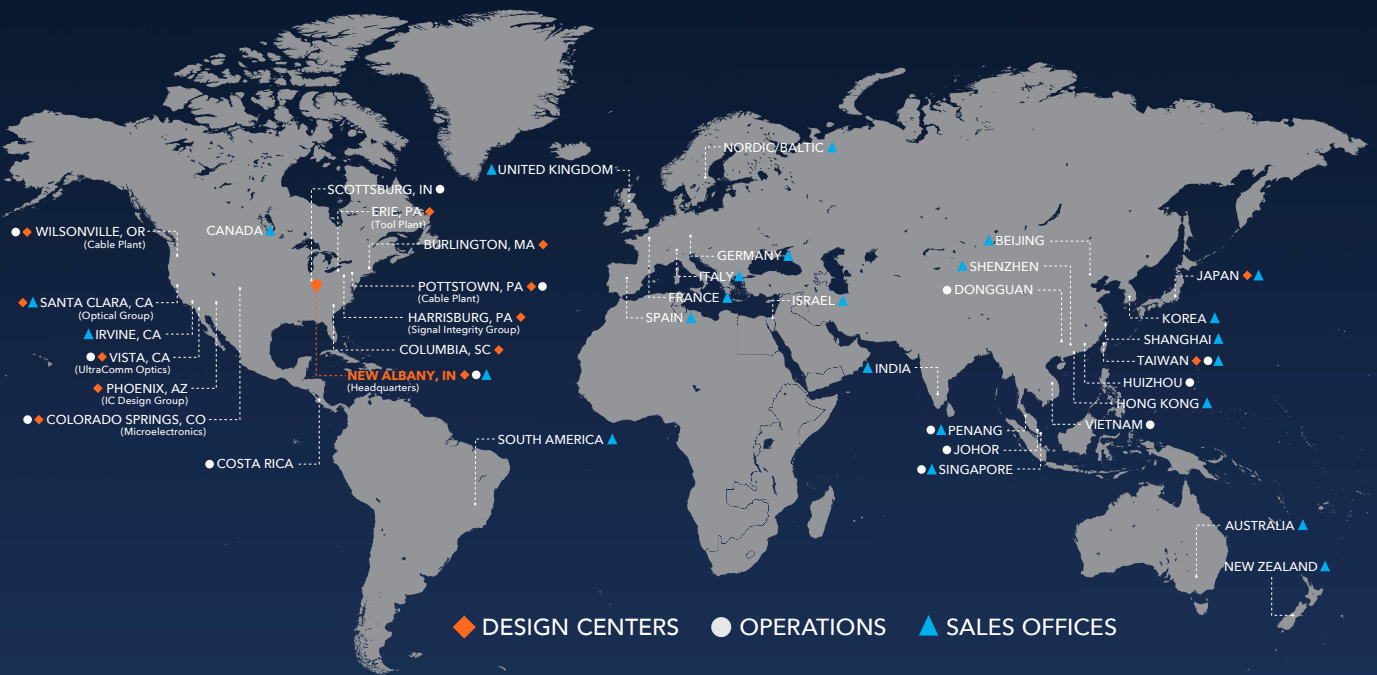 NORDIC/BALTIC
UNITED KINGDOM
SCOTTSBURG, IN
ERIE, PA
(Tool Plant)
WILSONVILLE, OR
(Cable Plant)
CANADA
BURLINGTON, MA
GERMANY
ITALY
FRANCE
SPAIN
ISRAEL
BEIJING
SHENZHEN
DONGGUAN
JAPAN
KOREA
SHANGHAI
TAIWAN
HUIZHOU
HONG KONG
VIETNAM
INDIA
PENANG
JOHOR
SINGAPORE
POTTSTOWN, PA
(Cable Plant)
HARRISBURG, PA
(Signal Integrity Group)
COLUMBIA, SC
NEW ALBANY, IN
(Headquarters)
SANTA CLARA, CA
(Optical Group)
IRVINE, CA
VISTA, CA
(UltraComm Optics)
PHOENIX, AZ
(IC Design Group)
COLORADO SPRINGS, CO
(Microelectronics)
COSTA RICA
SOUTH AMERICA
AUSTRALIA
NEW ZEALAND
DESIGN CENTERS OPERATIONS SALES OFFICES